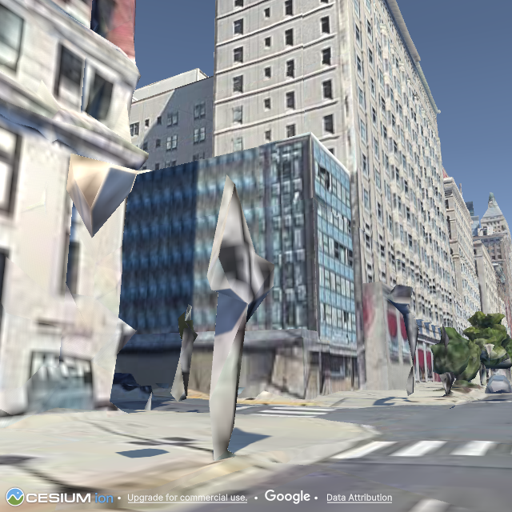 CESIUM ion • Upgrade for commercial use. • Google • Data Attribution